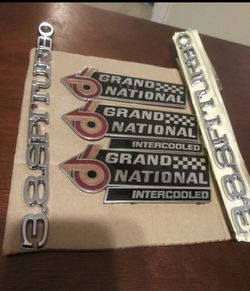 GRAND
NATIONAL
GRAND
NATIONAL
INTERCOOLED
GRAND
NATIONAL
INTERCOOLED
3.8 SFI TURBO
3.8 SFI TURBO